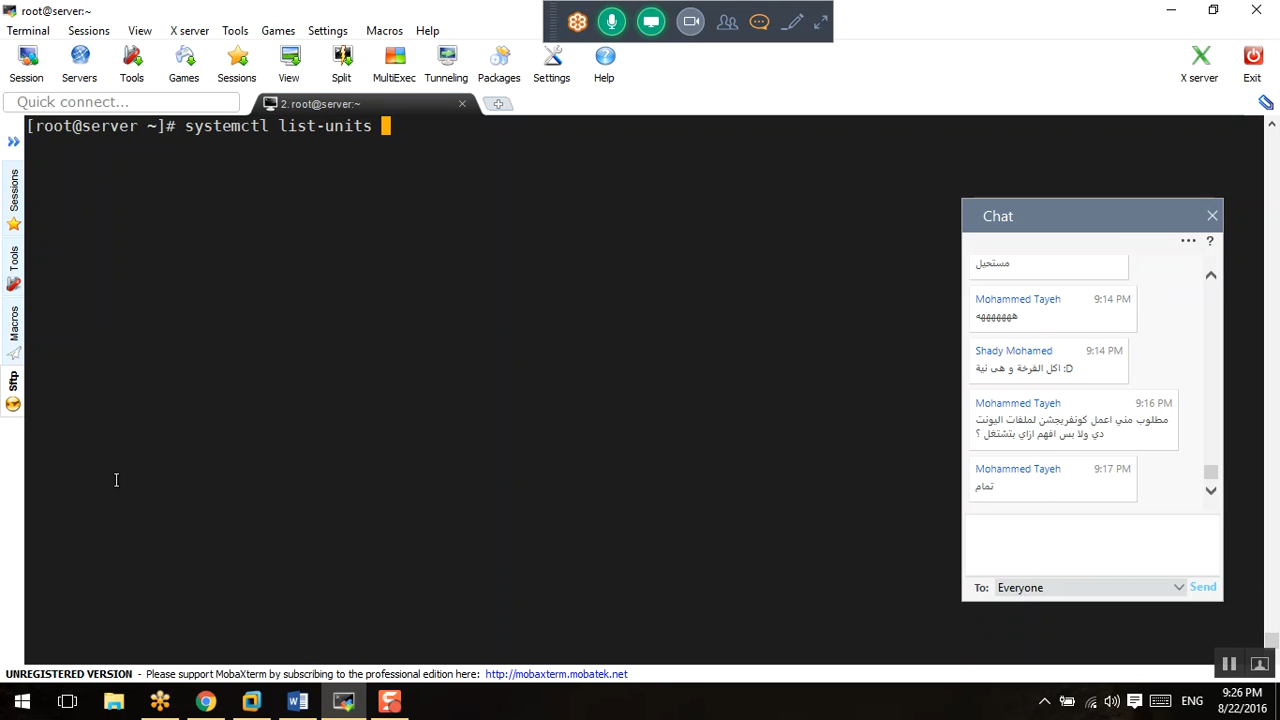 root@server:~
Terminal Sessions View X server Tools Games Settings Macros Help
Session Servers Tools Games Sessions View Split MultiExec Tunneling Packages Settings Help X server Exit
Quick connect...
2. root@server:~
[root@server ~]# systemctl list-units
Sessions
Tools
Macros
Sftp
Chat
مستحيل
Mohammed Tayeh 9:14 PM
ههههههههه
Shady Mohamed 9:14 PM
اكل الفرخة و هى نية :D
Mohammed Tayeh 9:16 PM
مطلوب مني اعمل كونفريجشن لملفات اليونت
دي ولا بس افهم ازاي بتشتغل ؟
Mohammed Tayeh 9:17 PM
تمام
To: Everyone Send
UNREGISTERED VERSION - Please support MobaXterm by subscribing to the professional edition here: http://mobaxterm.mobatek.net
ENG
9:26 PM
8/22/2016